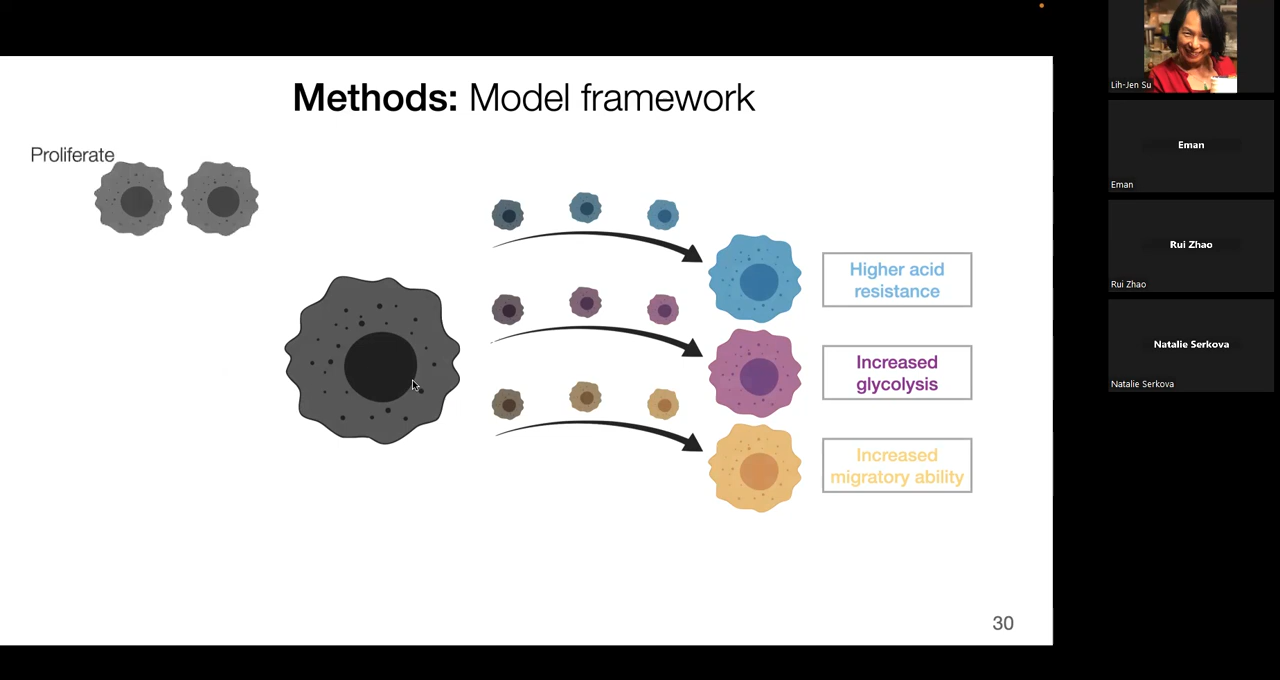 Methods: Model framework
Proliferate
Higher acid
resistance
Increased
glycolysis
Increased
migratory ability
30
Lih-Jen Su
Eman
Eman
Rui Zhao
Rui Zhao
Natalie Serkova
Natalie Serkova